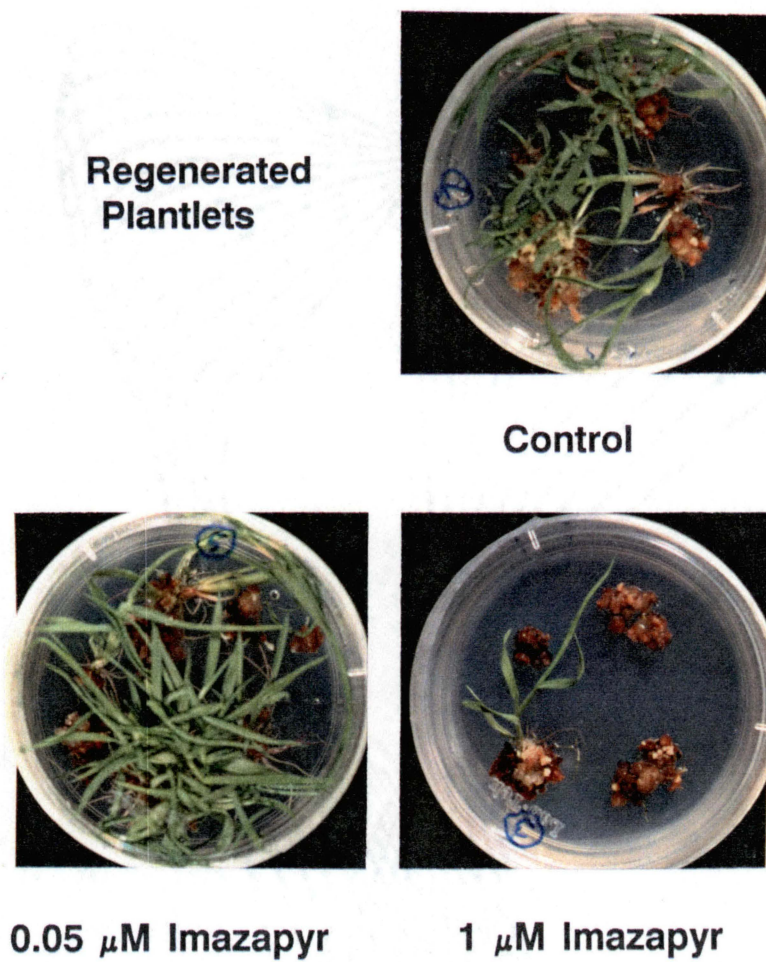 Regenerated
Plantlets
Control
0.05 μM Imazapyr
1 μM Imazapyr